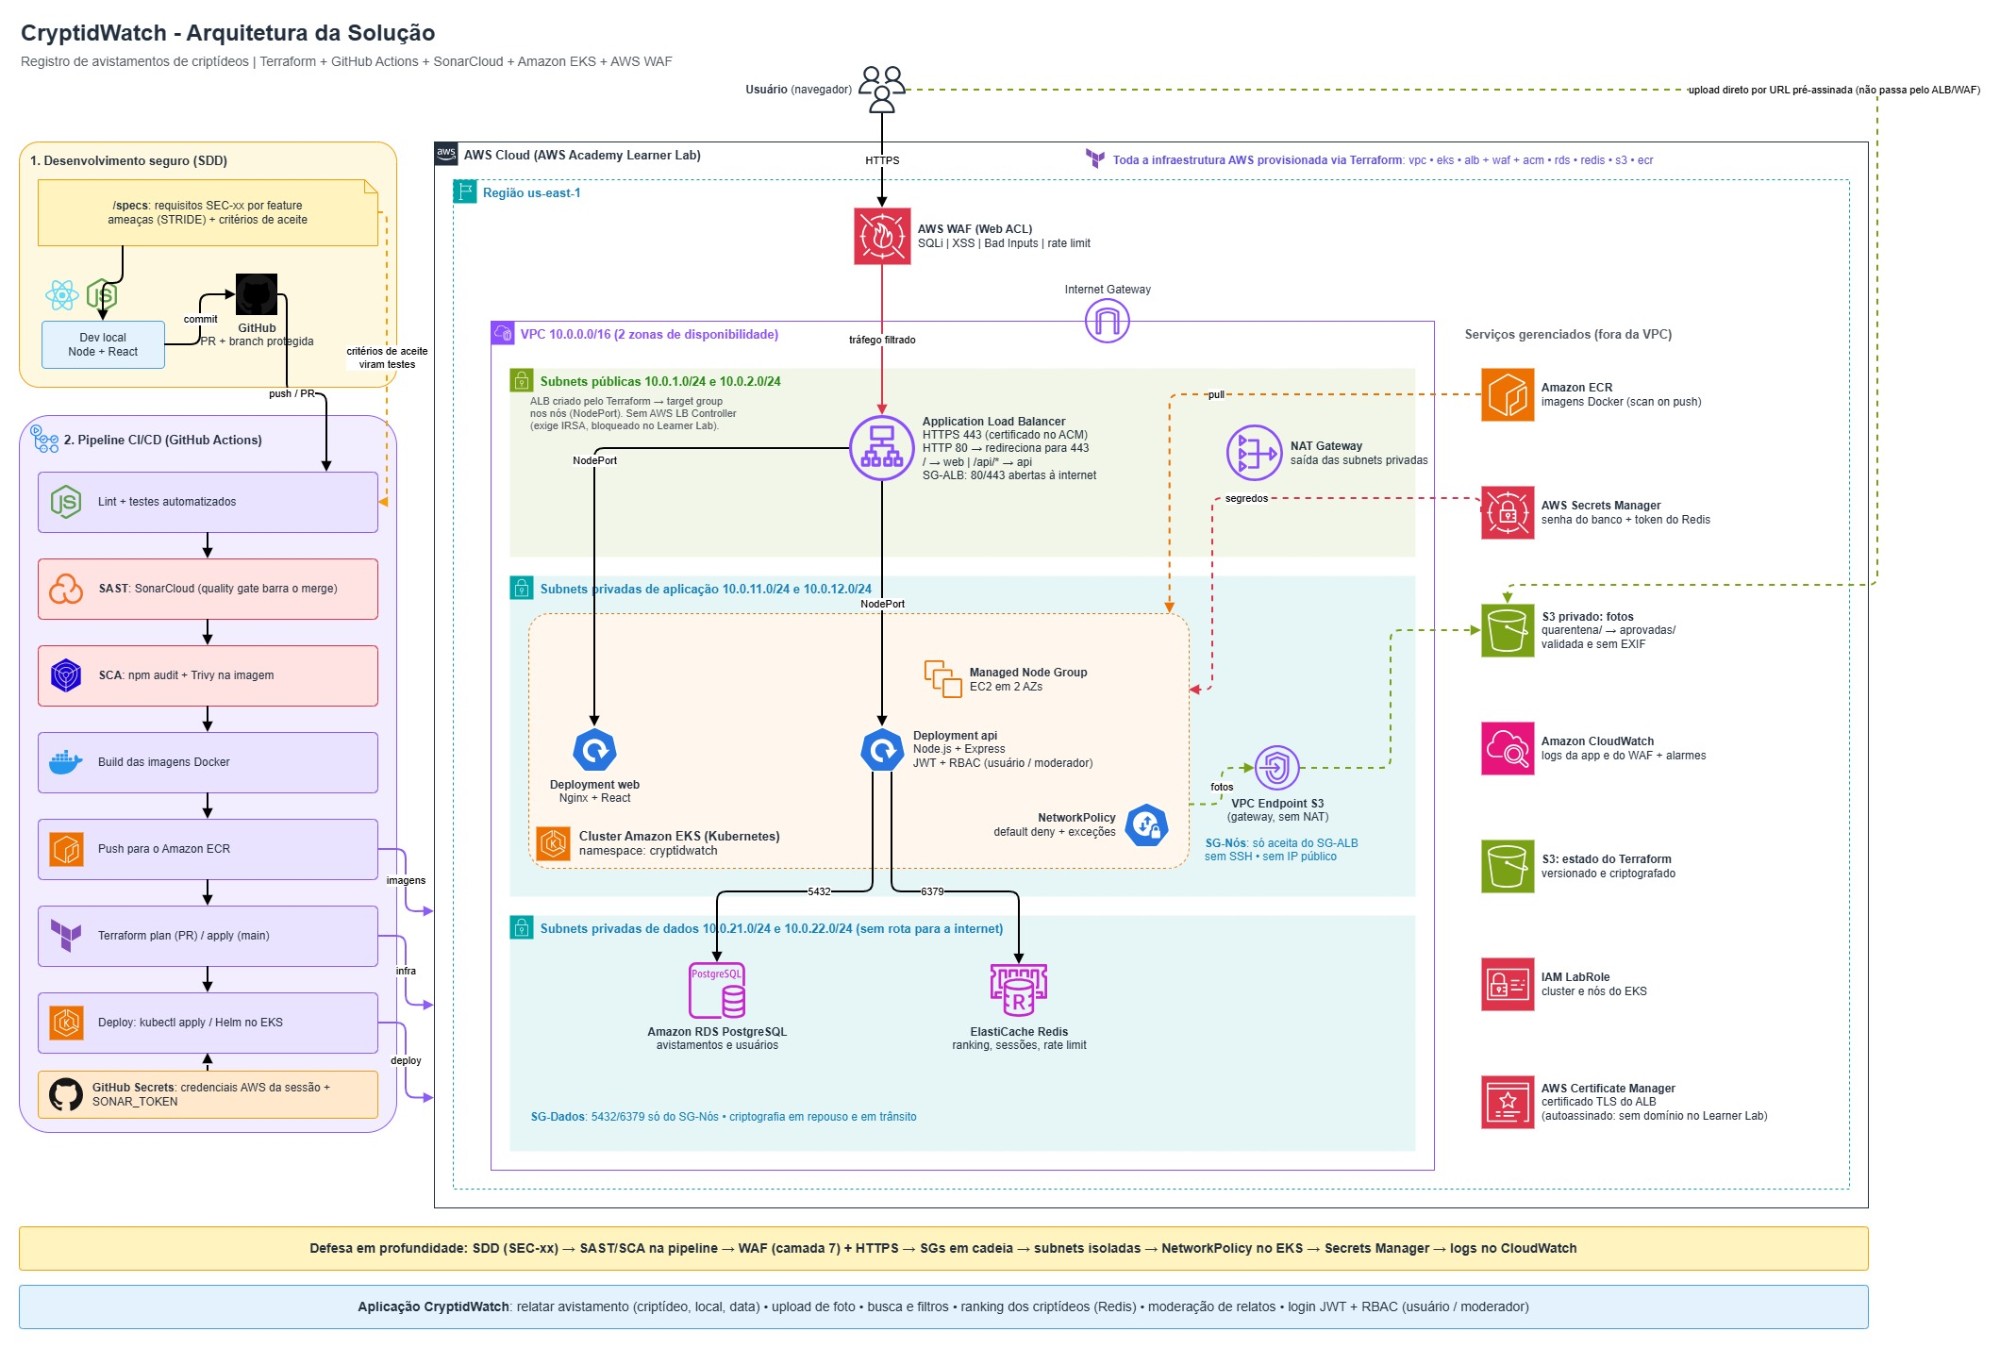 CryptidWatch - Arquitetura da Solução
Registro de avistamentos de criptídeos | Terraform + GitHub Actions + SonarCloud + Amazon EKS + AWS WAF
Usuário (navegador)
upload direto por URL pré-assinada (não passa pelo ALB/WAF)
HTTPS
1. Desenvolvimento seguro (SDD)
/specs: requisitos SEC-xx por feature
ameaças (STRIDE) + critérios de aceite
JS
Dev local
Node + React
commit
GitHub
PR + branch protegida
critérios de aceite
viram testes
push / PR
2. Pipeline CI/CD (GitHub Actions)
JS
Lint + testes automatizados
SAST: SonarCloud (quality gate barra o merge)
SCA: npm audit + Trivy na imagem
Build das imagens Docker
Push para o Amazon ECR
imagens
Terraform plan (PR) / apply (main)
infra
Deploy: kubectl apply / Helm no EKS
deploy
GitHub Secrets: credenciais AWS da sessão +
SONAR_TOKEN
aws
AWS Cloud (AWS Academy Learner Lab)
Toda a infraestrutura AWS provisionada via Terraform: vpc • eks • alb + waf + acm • rds • redis • s3 • ecr
Região us-east-1
AWS WAF (Web ACL)
SQLi | XSS | Bad Inputs | rate limit
Internet Gateway
VPC 10.0.0.0/16 (2 zonas de disponibilidade)
tráfego filtrado
Subnets públicas 10.0.1.0/24 e 10.0.2.0/24
ALB criado pelo Terraform → target group
nos nós (NodePort). Sem AWS LB Controller
(exige IRSA, bloqueado no Learner Lab).
NodePort
Application Load Balancer
HTTPS 443 (certificado no ACM)
HTTP 80 → redireciona para 443
/ → web | /api/* → api
SG-ALB: 80/443 abertas à internet
pull
NAT Gateway
saída das subnets privadas
segredos
Subnets privadas de aplicação 10.0.11.0/24 e 10.0.12.0/24
NodePort
Managed Node Group
EC2 em 2 AZs
Deployment web
Nginx + React
Deployment api
Node.js + Express
JWT + RBAC (usuário / moderador)
Cluster Amazon EKS (Kubernetes)
namespace: cryptidwatch
NetworkPolicy
default deny + exceções
fotos
VPC Endpoint S3
(gateway, sem NAT)
SG-Nós: só aceita do SG-ALB
sem SSH • sem IP público
5432
6379
Subnets privadas de dados 10.0.21.0/24 e 10.0.22.0/24 (sem rota para a internet)
PostgreSQL
Amazon RDS PostgreSQL
avistamentos e usuários
R
ElastiCache Redis
ranking, sessões, rate limit
SG-Dados: 5432/6379 só do SG-Nós • criptografia em repouso e em trânsito
Serviços gerenciados (fora da VPC)
Amazon ECR
imagens Docker (scan on push)
AWS Secrets Manager
senha do banco + token do Redis
S3 privado: fotos
quarentena/ → aprovadas/
validada e sem EXIF
Amazon CloudWatch
logs da app e do WAF + alarmes
S3: estado do Terraform
versionado e criptografado
IAM LabRole
cluster e nós do EKS
AWS Certificate Manager
certificado TLS do ALB
(autoassinado: sem domínio no Learner Lab)
Defesa em profundidade: SDD (SEC-xx) → SAST/SCA na pipeline → WAF (camada 7) + HTTPS → SGs em cadeia → subnets isoladas → NetworkPolicy no EKS → Secrets Manager → logs no CloudWatch
Aplicação CryptidWatch: relatar avistamento (criptídeo, local, data) • upload de foto • busca e filtros • ranking dos criptídeos (Redis) • moderação de relatos • login JWT + RBAC (usuário / moderador)